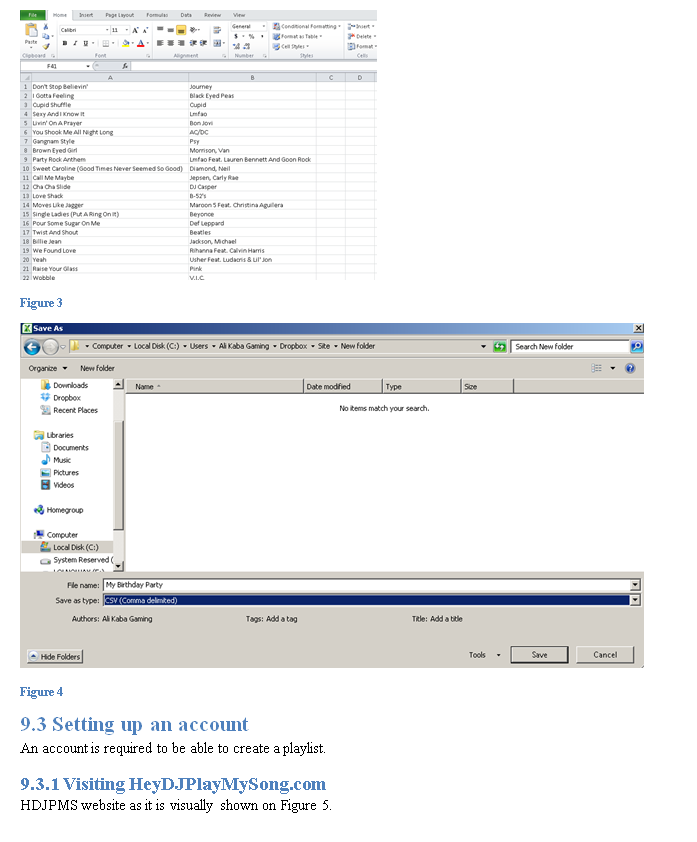 File Home Insert Page Layout Formulas Data Review View
Calibri 11 A A General Conditional Formatting Insert
Paste B I U A $ % , Format as Table Delete
Cell Styles Format
Clipboard Font Alignment Number Styles Cells
F41 fx
A B C D
1 Don't Stop Believin' Journey
2 I Gotta Feeling Black Eyed Peas
3 Cupid Shuffle Cupid
4 Sexy And I Know It Lmfao
5 Livin' On A Prayer Bon Jovi
6 You Shook Me All Night Long AC/DC
7 Gangnam Style Psy
8 Brown Eyed Girl Morrison, Van
9 Party Rock Anthem Lmfao Feat. Lauren Bennett And Goon Rock
10 Sweet Caroline (Good Times Never Seemed So Good) Diamond, Neil
11 Call Me Maybe Jepsen, Carly Rae
12 Cha Cha Slide DJ Casper
13 Love Shack B-52's
14 Moves Like Jagger Maroon 5 Feat. Christina Aguilera
15 Single Ladies (Put A Ring On It) Beyonce
16 Pour Some Sugar On Me Def Leppard
17 Twist And Shout Beatles
18 Billie Jean Jackson, Michael
19 We Found Love Rihanna Feat. Calvin Harris
20 Yeah Usher Feat. Ludacris & Lil' Jon
21 Raise Your Glass Pink
22 Wobble V.I.C.
Figure 3
Save As
Computer Local Disk (C:) Users Ali Kaba Gaming Dropbox Site New folder Search New folder
Organize New folder
Downloads Name Date modified Type Size
Dropbox
Recent Places No items match your search.
Libraries
Documents
Music
Pictures
Videos
Homegroup
Computer
Local Disk (C:)
System Reserved (
File name: My Birthday Party
Save as type: CSV (Comma delimited)
Authors: Ali Kaba Gaming Tags: Add a tag Title: Add a title
Hide Folders Tools Save Cancel
Figure 4
9.3 Setting up an account
An account is required to be able to create a playlist.
9.3.1 Visiting HeyDJPlayMySong.com
HDJPMS website as it is visually shown on Figure 5.